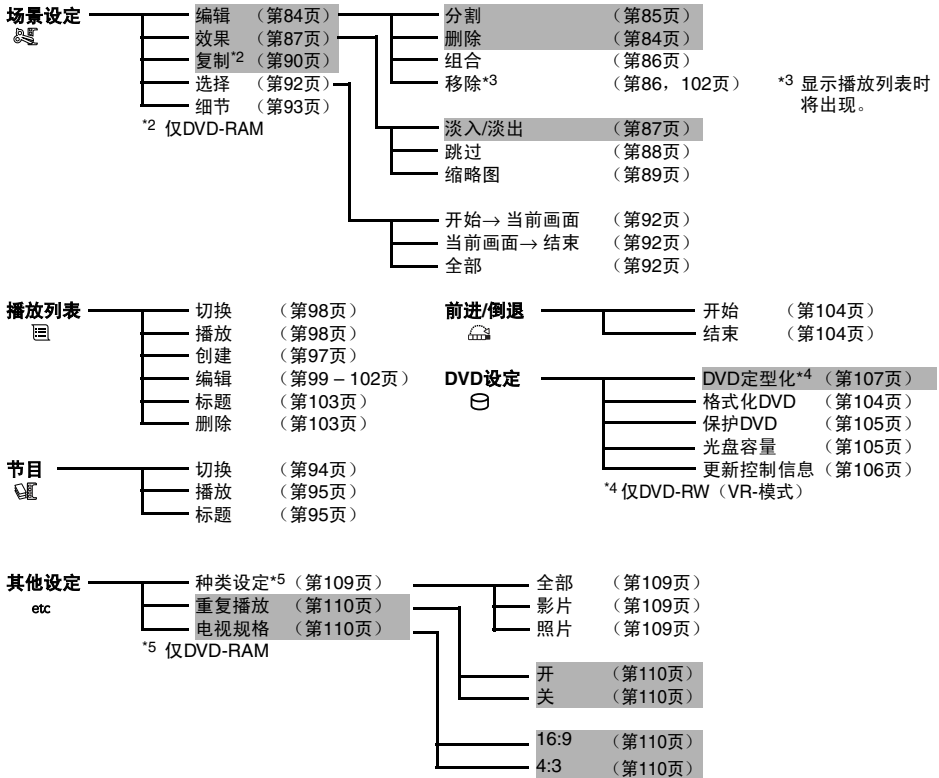 场景设定
编辑 （第84页）
效果 （第87页）
复制*2 （第90页）
选择 （第92页）
细节 （第93页）
*2 仅DVD-RAM
分割 （第85页）
删除 （第84页）
组合 （第86页）
移除*3 （第86，102页）
*3 显示播放列表时
将出现。
淡入/淡出 （第87页）
跳过 （第88页）
缩略图 （第89页）
开始→ 当前画面 （第92页）
当前画面→ 结束 （第92页）
全部 （第92页）
播放列表
切换 （第98页）
播放 （第98页）
创建 （第97页）
编辑 （第99 – 102页）
标题 （第103页）
删除 （第103页）
前进/倒退
开始 （第104页）
结束 （第104页）
DVD设定
DVD定型化*4 （第107页）
格式化DVD （第104页）
保护DVD （第105页）
光盘容量 （第105页）
更新控制信息 （第106页）
*4 仅DVD-RW（VR-模式）
节目
切换 （第94页）
播放 （第95页）
标题 （第95页）
其他设定
etc
种类设定*5 （第109页）
重复播放 （第110页）
电视规格 （第110页）
*5 仅DVD-RAM
全部 （第109页）
影片 （第109页）
照片 （第109页）
开 （第110页）
关 （第110页）
16:9 （第110页）
4:3 （第110页）